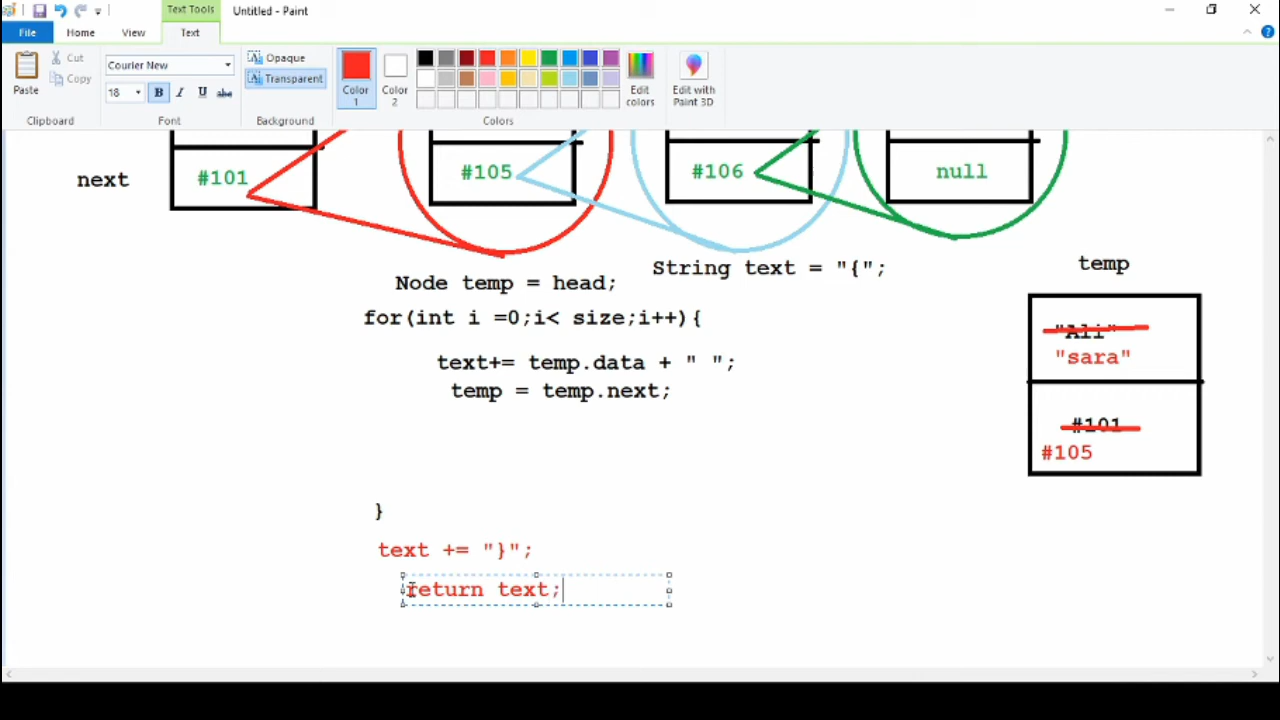 Text Tools
Untitled - Paint
File
Home
View
Text
Paste
Cut
Copy
Clipboard
Courier New
18
B
I
U
abc
Font
Opaque
Transparent
Background
Color 1
Color 2
Edit colors
Edit with Paint 3D
Colors
next
#101
#105
#106
null
Node temp = head;
String text = "{";
for(int i =0;i< size;i++){
text+= temp.data + " ";
temp = temp.next;
}
text += "}";
return text;
temp
"Ali"
"sara"
#101
#105